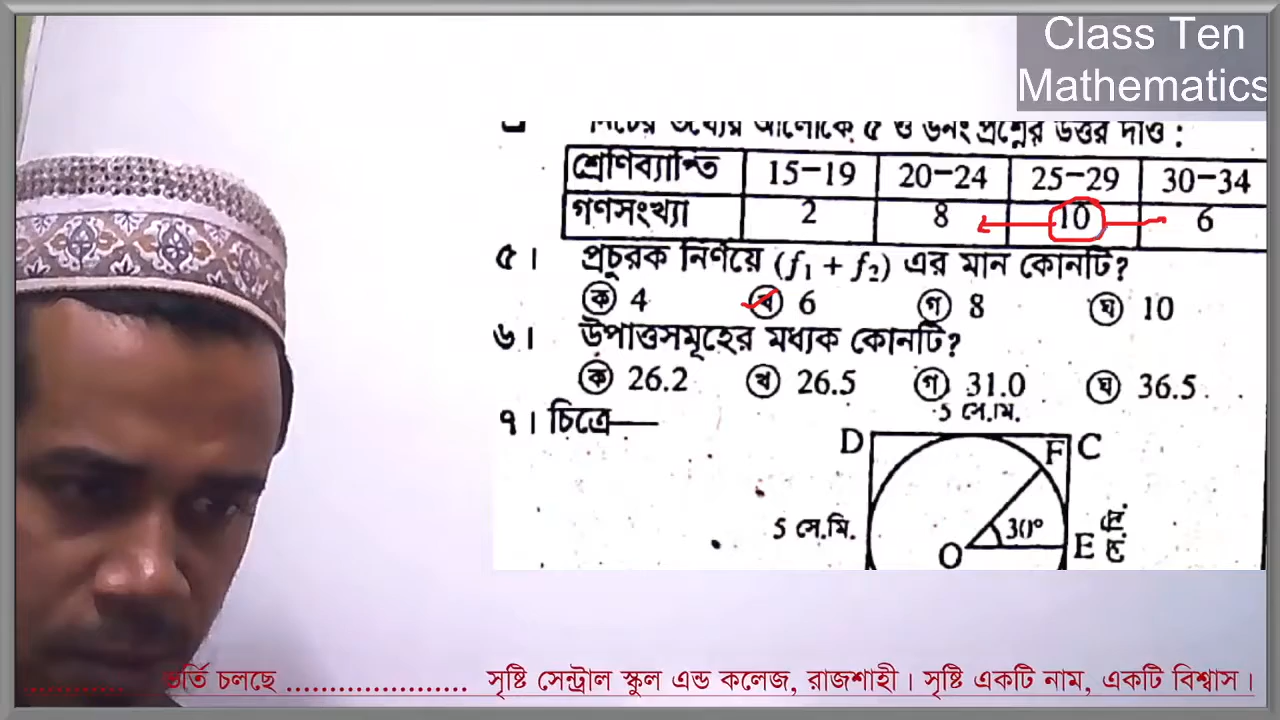 Class Ten
Mathematics
নিচের তথ্যের আলোকে ৫ ও ৬নং প্রশ্নের উত্তর দাও :
শ্রেণিব্যাপ্তি 15−19 20−24 25−29 30−34
গণসংখ্যা 2 8 10 6
৫। প্রচুরক নির্ণয়ে (f₁ + f₂) এর মান কোনটি?
ক 4 খ 6 গ 8 ঘ 10
৬। উপাত্তসমূহের মধ্যক কোনটি?
ক 26.2 খ 26.5 গ 31.0 ঘ 36.5
৭। চিত্রে—
5 সে.মি.
D F C
5 সে.মি. 30°
O E
ভর্তি চলছে ...................... সৃষ্টি সেন্ট্রাল স্কুল এন্ড কলেজ, রাজশাহী। সৃষ্টি একটি নাম, একটি বিশ্বাস।